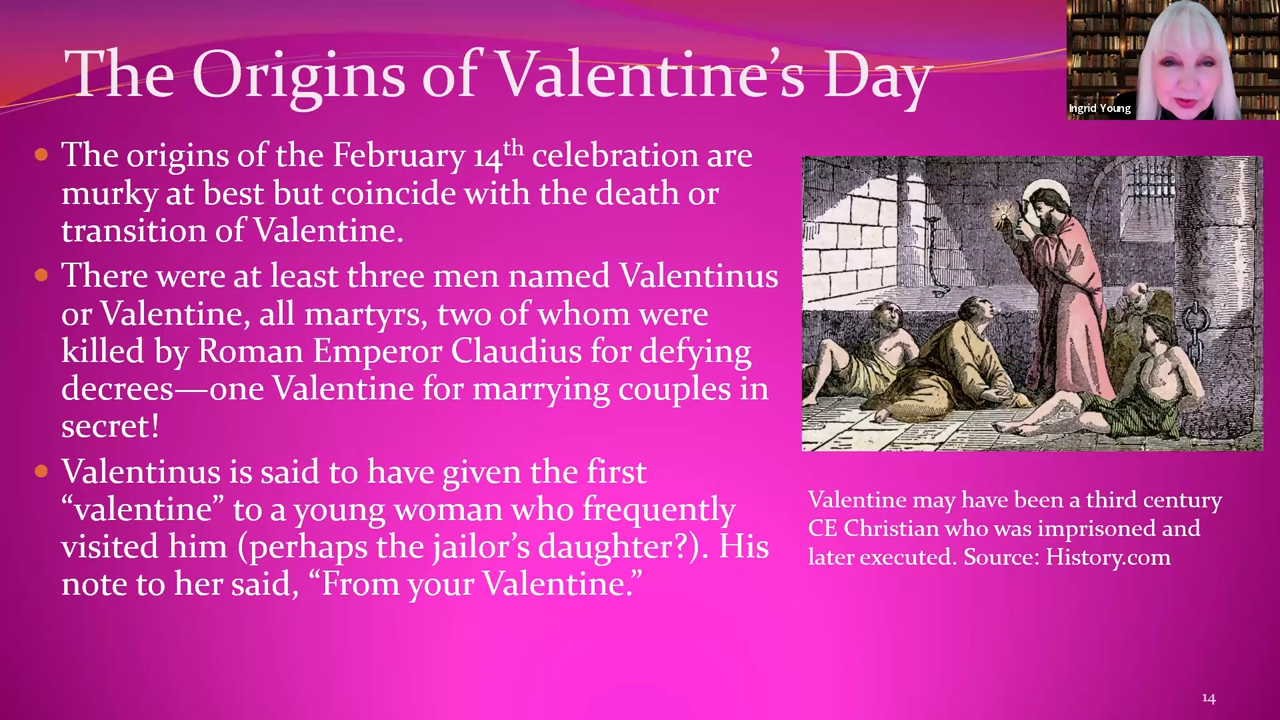 The Origins of Valentine’s Day
Ingrid Young
• The origins of the February 14th celebration are
murky at best but coincide with the death or
transition of Valentine.
• There were at least three men named Valentinus
or Valentine, all martyrs, two of whom were
killed by Roman Emperor Claudius for defying
decrees—one Valentine for marrying couples in
secret!
• Valentinus is said to have given the first
“valentine” to a young woman who frequently
visited him (perhaps the jailor’s daughter?). His
note to her said, “From your Valentine.”
Valentine may have been a third century
CE Christian who was imprisoned and
later executed. Source: History.com
14